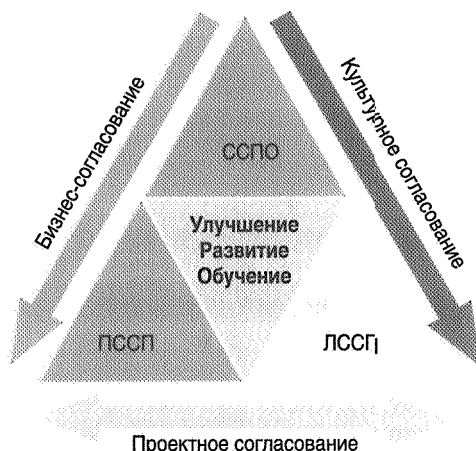 Бизнес-согласование
Культурное согласование
ССПО
Улучшение
Развитие
Обучение
ПССП
ЛССП
Проектное согласование